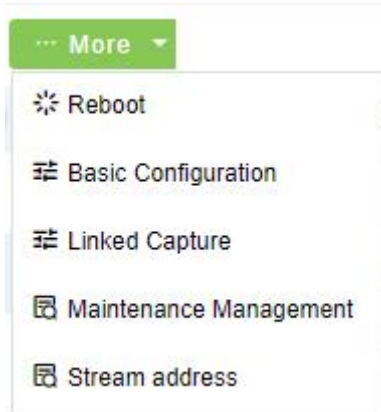 ··· More
Reboot
Basic Configuration
Linked Capture
Maintenance Management
Stream address